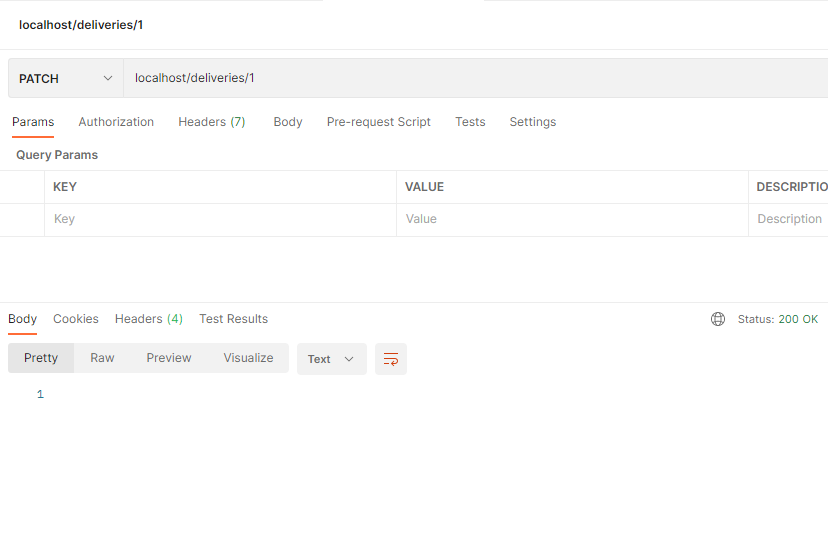 localhost/deliveries/1
PATCH localhost/deliveries/1
Params Authorization Headers (7) Body Pre-request Script Tests Settings
Query Params
KEY VALUE DESCRIPTIO
Key Value Description
Body Cookies Headers (4) Test Results Status: 200 OK
Pretty Raw Preview Visualize Text
1